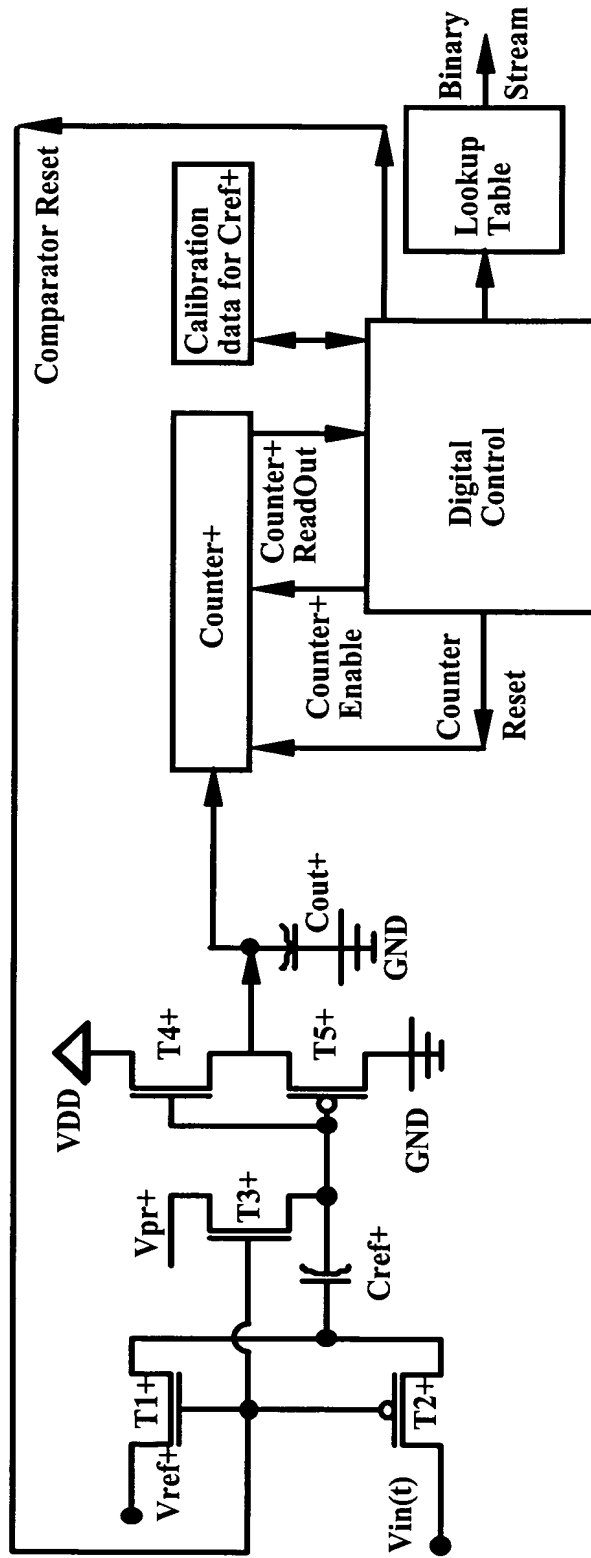 Comparator Reset
Vref+
T1+
Vin(t)
T2+
Cref+
Vpr+
T3+
VDD
T4+
T5+
GND
Cout+
GND
Counter+
Counter+
Enable
Counter+
ReadOut
Counter
Reset
Calibration
data for Cref+
Digital
Control
Lookup
Table
Binary
Stream